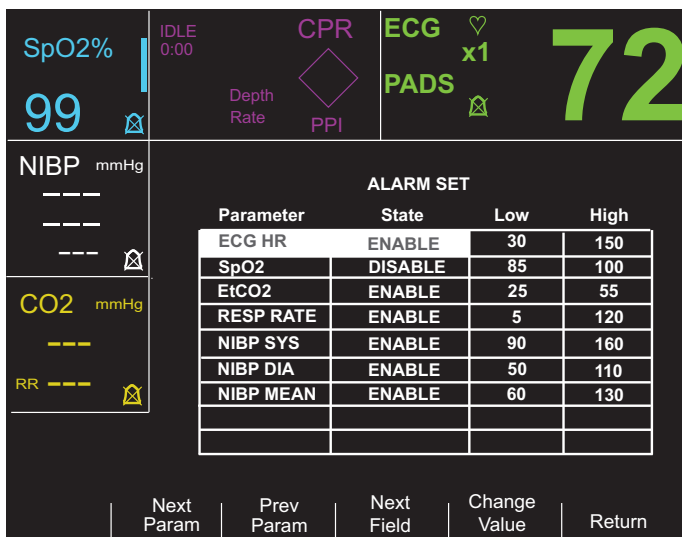 SpO2%
99
IDLE
0:00
CPR
Depth
Rate
PPI
ECG
x1
PADS
72
NIBP mmHg
---
---
---
CO2 mmHg
---
RR ---
ALARM SET
Parameter State Low High
ECG HR ENABLE 30 150
SpO2 DISABLE 85 100
EtCO2 ENABLE 25 55
RESP RATE ENABLE 5 120
NIBP SYS ENABLE 90 160
NIBP DIA ENABLE 50 110
NIBP MEAN ENABLE 60 130
Next Param
Prev Param
Next Field
Change Value
Return